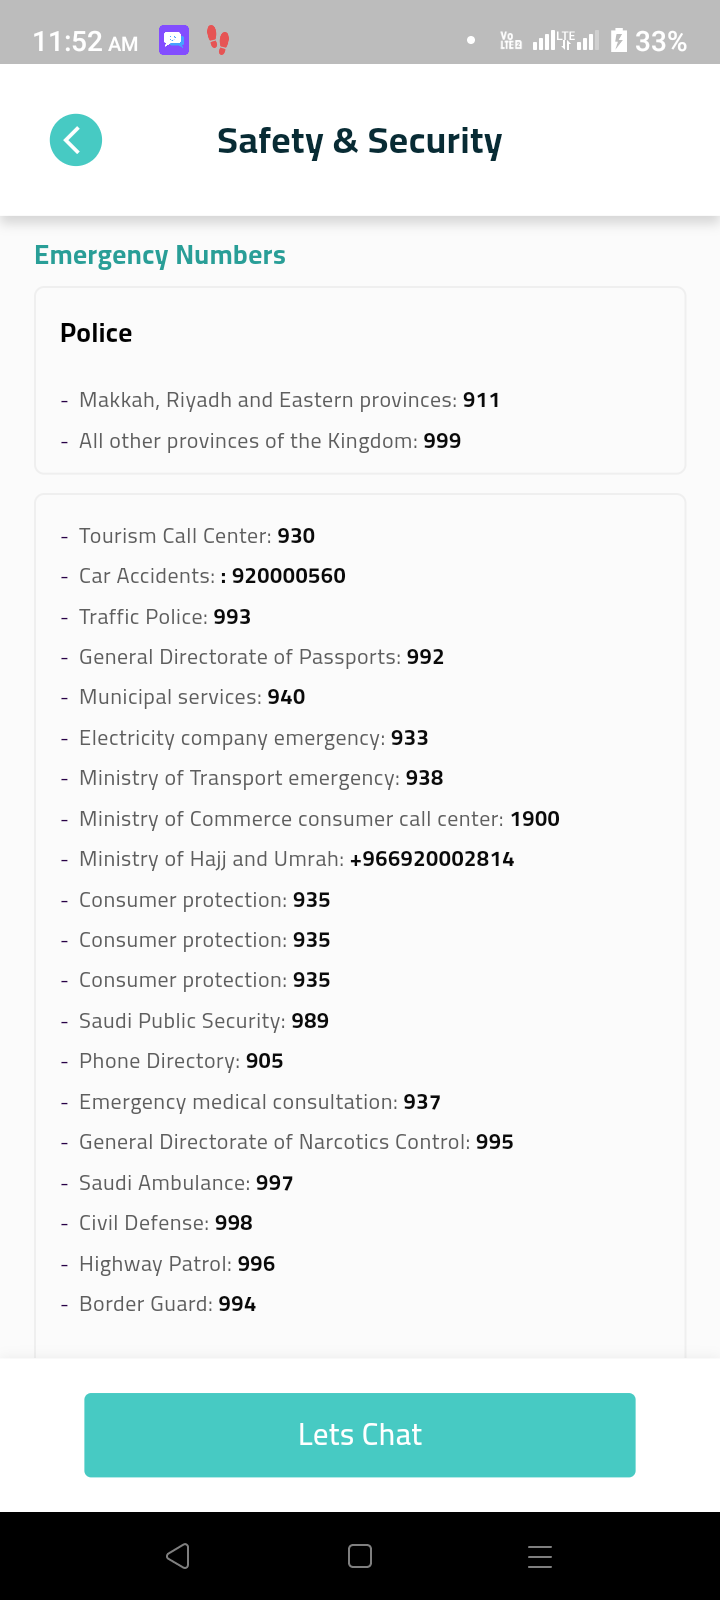 11:52 AM
Vo LTE LTE 33%
Safety & Security
Emergency Numbers
Police
- Makkah, Riyadh and Eastern provinces: 911
- All other provinces of the Kingdom: 999
- Tourism Call Center: 930
- Car Accidents: : 920000560
- Traffic Police: 993
- General Directorate of Passports: 992
- Municipal services: 940
- Electricity company emergency: 933
- Ministry of Transport emergency: 938
- Ministry of Commerce consumer call center: 1900
- Ministry of Hajj and Umrah: +966920002814
- Consumer protection: 935
- Consumer protection: 935
- Consumer protection: 935
- Saudi Public Security: 989
- Phone Directory: 905
- Emergency medical consultation: 937
- General Directorate of Narcotics Control: 995
- Saudi Ambulance: 997
- Civil Defense: 998
- Highway Patrol: 996
- Border Guard: 994
Lets Chat